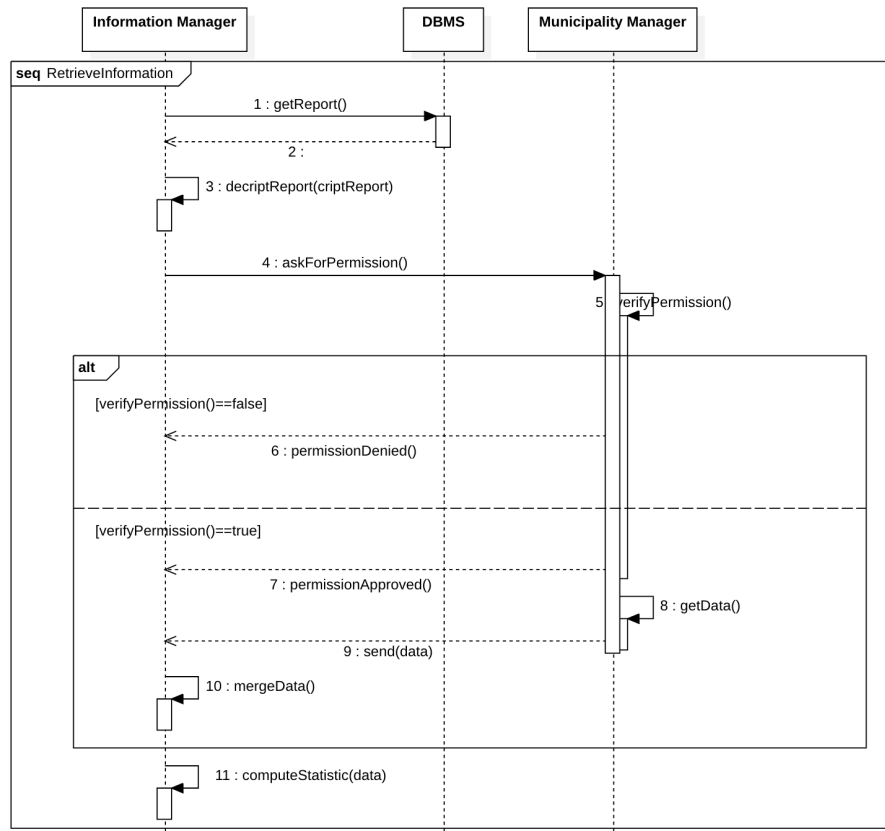 Information Manager
DBMS
Municipality Manager
seq RetrieveInformation
1 : getReport()
2 :
3 : decriptReport(criptReport)
4 : askForPermission()
5 : verifyPermission()
alt
[verifyPermission()==false]
6 : permissionDenied()
[verifyPermission()==true]
7 : permissionApproved()
8 : getData()
9 : send(data)
10 : mergeData()
11 : computeStatistic(data)